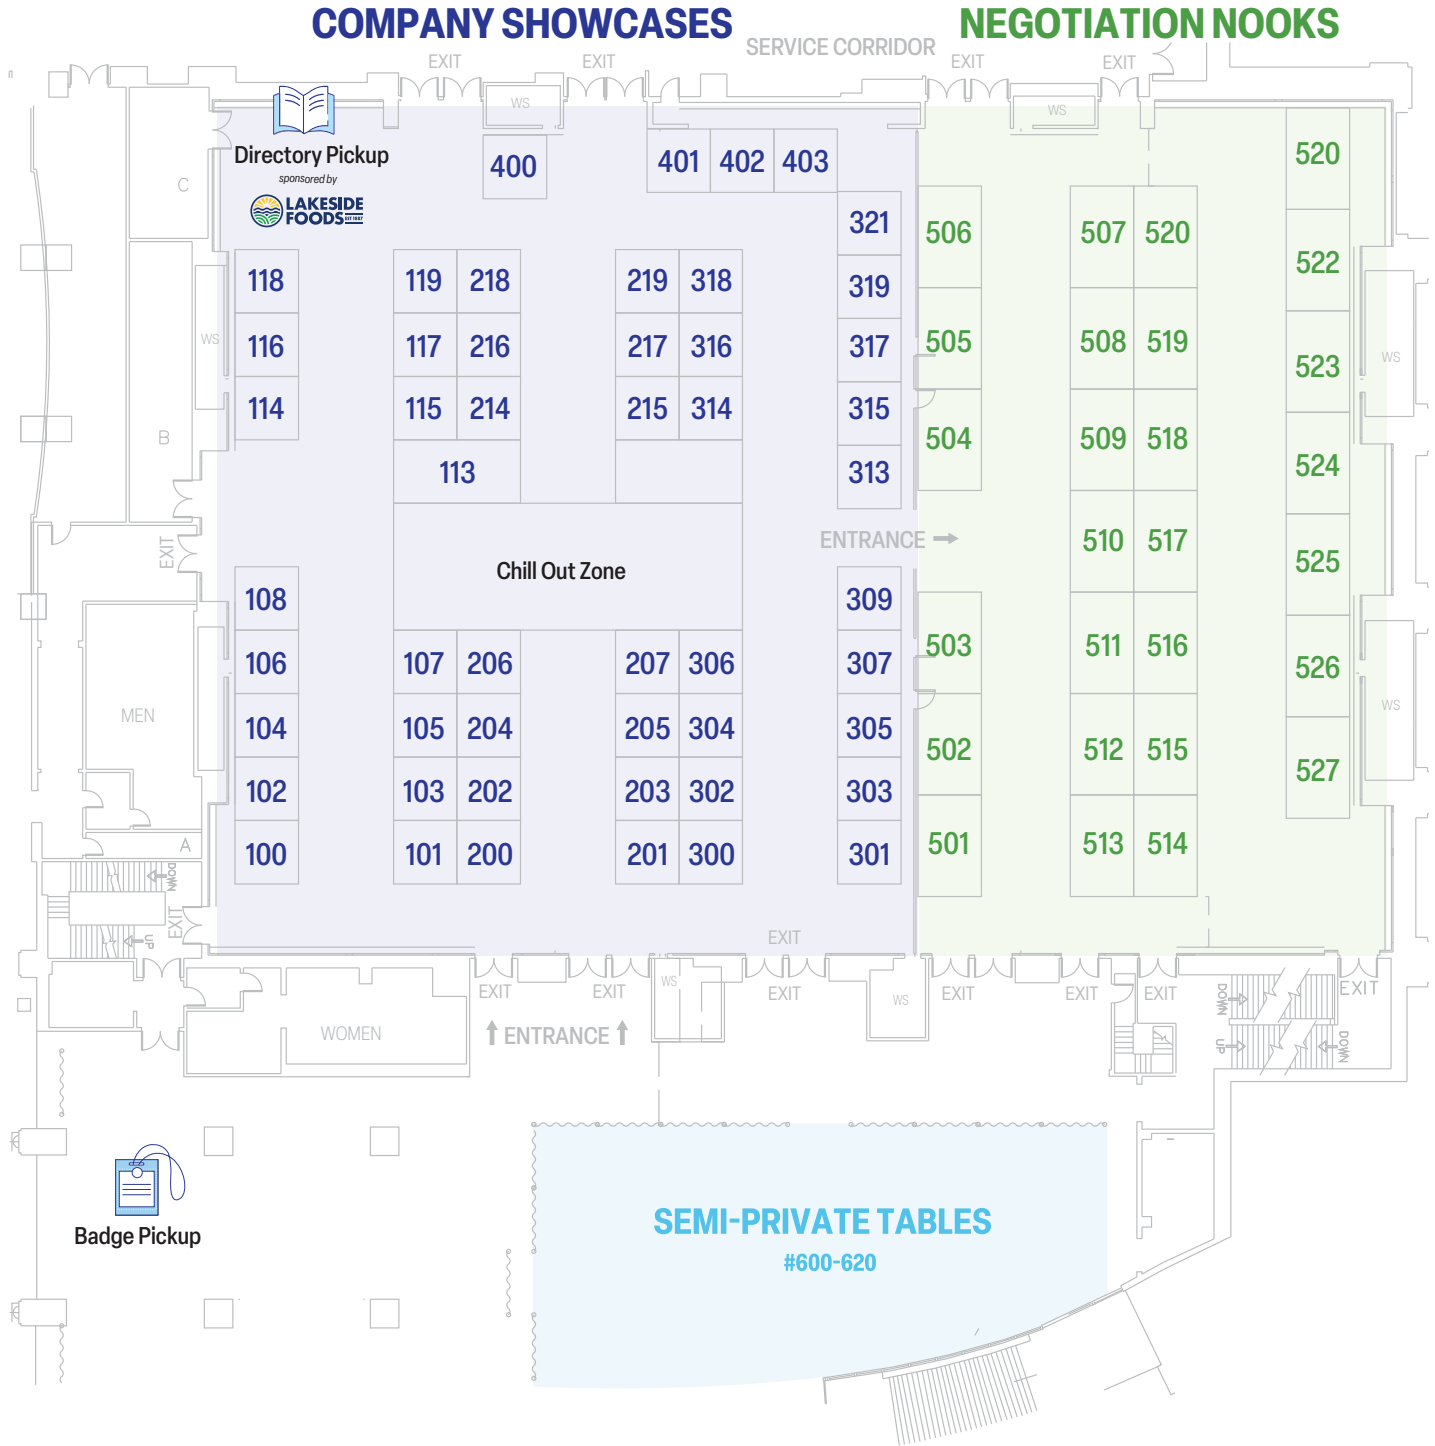 COMPANY SHOWCASES
NEGOTIATION NOOKS
SERVICE CORRIDOR
EXIT
EXIT
EXIT
EXIT
WS
WS
Directory Pickup
sponsored by
LAKESIDE
FOODS EST 1887
C
400
401 402 403
520
321
506
507 520
522
118
119 218
219 318
319
116
117 216
217 316
317
505
508 519
523
WS
WS
114
115 214
215 314
315
504
509 518
524
B
113
313
EXIT
ENTRANCE
510 517
525
Chill Out Zone
108
309
503
511 516
526
106
107 206
207 306
307
MEN
104
105 204
205 304
305
502
512 515
527
WS
102
103 202
203 302
303
A
100
101 200
201 300
301
501
513 514
DOWN
UP
EXIT
EXIT
EXIT
EXIT
WS
EXIT
WS
EXIT
EXIT
EXIT
EXIT
DOWN
UP
DOWN
WOMEN
ENTRANCE
Badge Pickup
SEMI-PRIVATE TABLES
#600-620